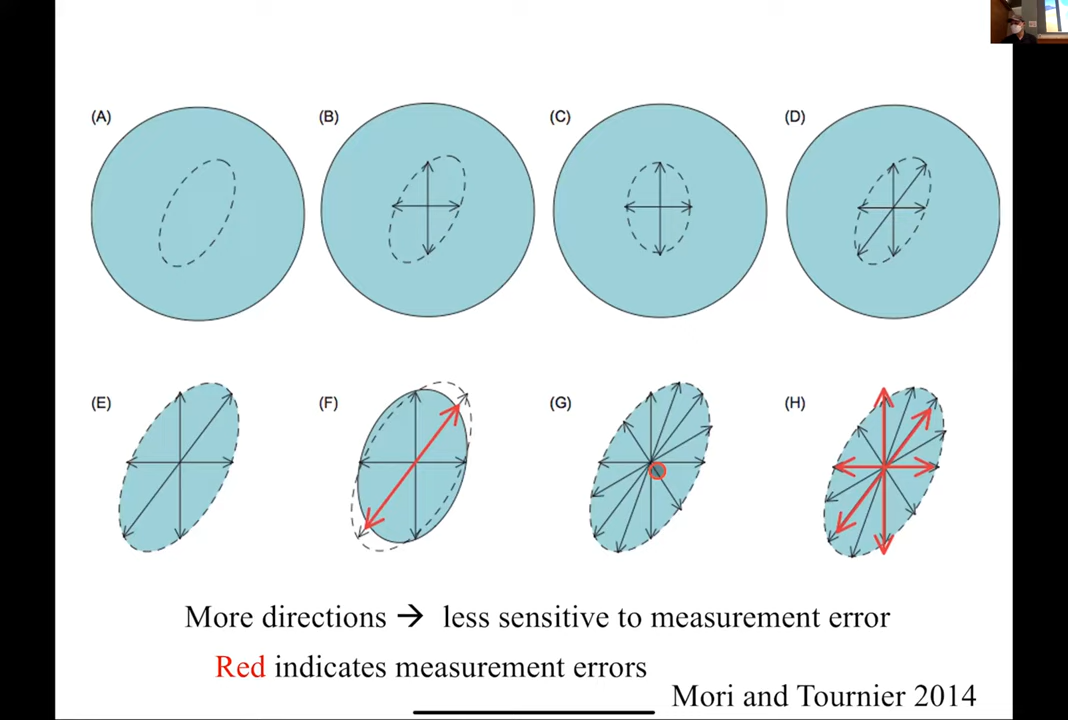 (A)
(B)
(C)
(D)
(E)
(F)
(G)
(H)
More directions → less sensitive to measurement error
Red indicates measurement errors
Mori and Tournier 2014